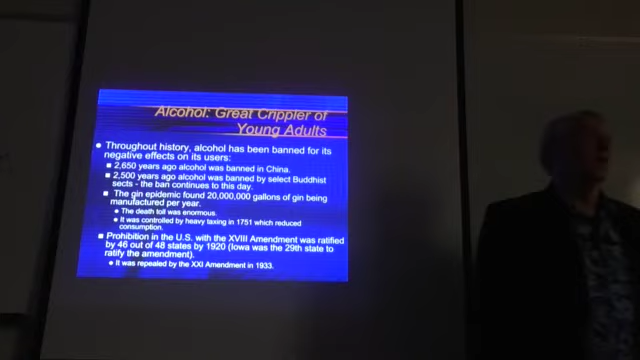 Alcohol: Great Crippler of
Young Adults
Throughout history, alcohol has been banned for its
negative effects on its users:
2,650 years ago alcohol was banned in China.
2,500 years ago alcohol was banned by select Buddhist
sects - the ban continues to this day.
The gin epidemic found 20,000,000 gallons of gin being
manufactured per year.
The death toll was enormous.
It was controlled by heavy taxing in 1751 which reduced
consumption.
Prohibition in the U.S. with the XVIII Amendment was ratified
by 46 out of 48 states by 1920 (Iowa was the 29th state to
ratify the amendment).
It was repealed by the XXI Amendment in 1933.